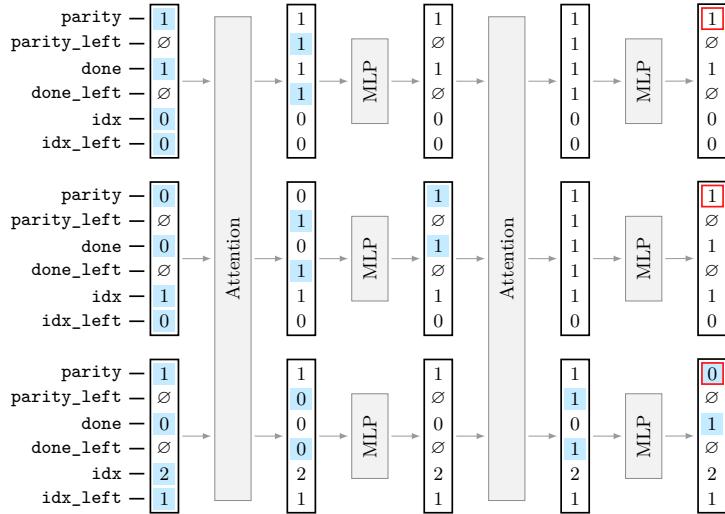 parity 1 1 1 1 1
parity_left ∅ 1 ∅ 1 ∅
done 1 1 1 1 1
done_left ∅ 1 ∅ 1 ∅
idx 0 0 0 0 0
idx_left 0 0 0 0 0
MLP
MLP
parity 0 0 1 1 1
parity_left ∅ 1 ∅ 1 ∅
done 0 0 1 1 1
done_left ∅ 1 ∅ 1 ∅
idx 1 1 1 1 1
idx_left 0 0 0 0 0
Attention
MLP
Attention
MLP
parity 1 1 1 1 0
parity_left ∅ 0 ∅ 1 ∅
done 0 0 0 0 1
done_left ∅ 0 ∅ 1 ∅
idx 2 2 2 2 2
idx_left 1 1 1 1 1
MLP
MLP